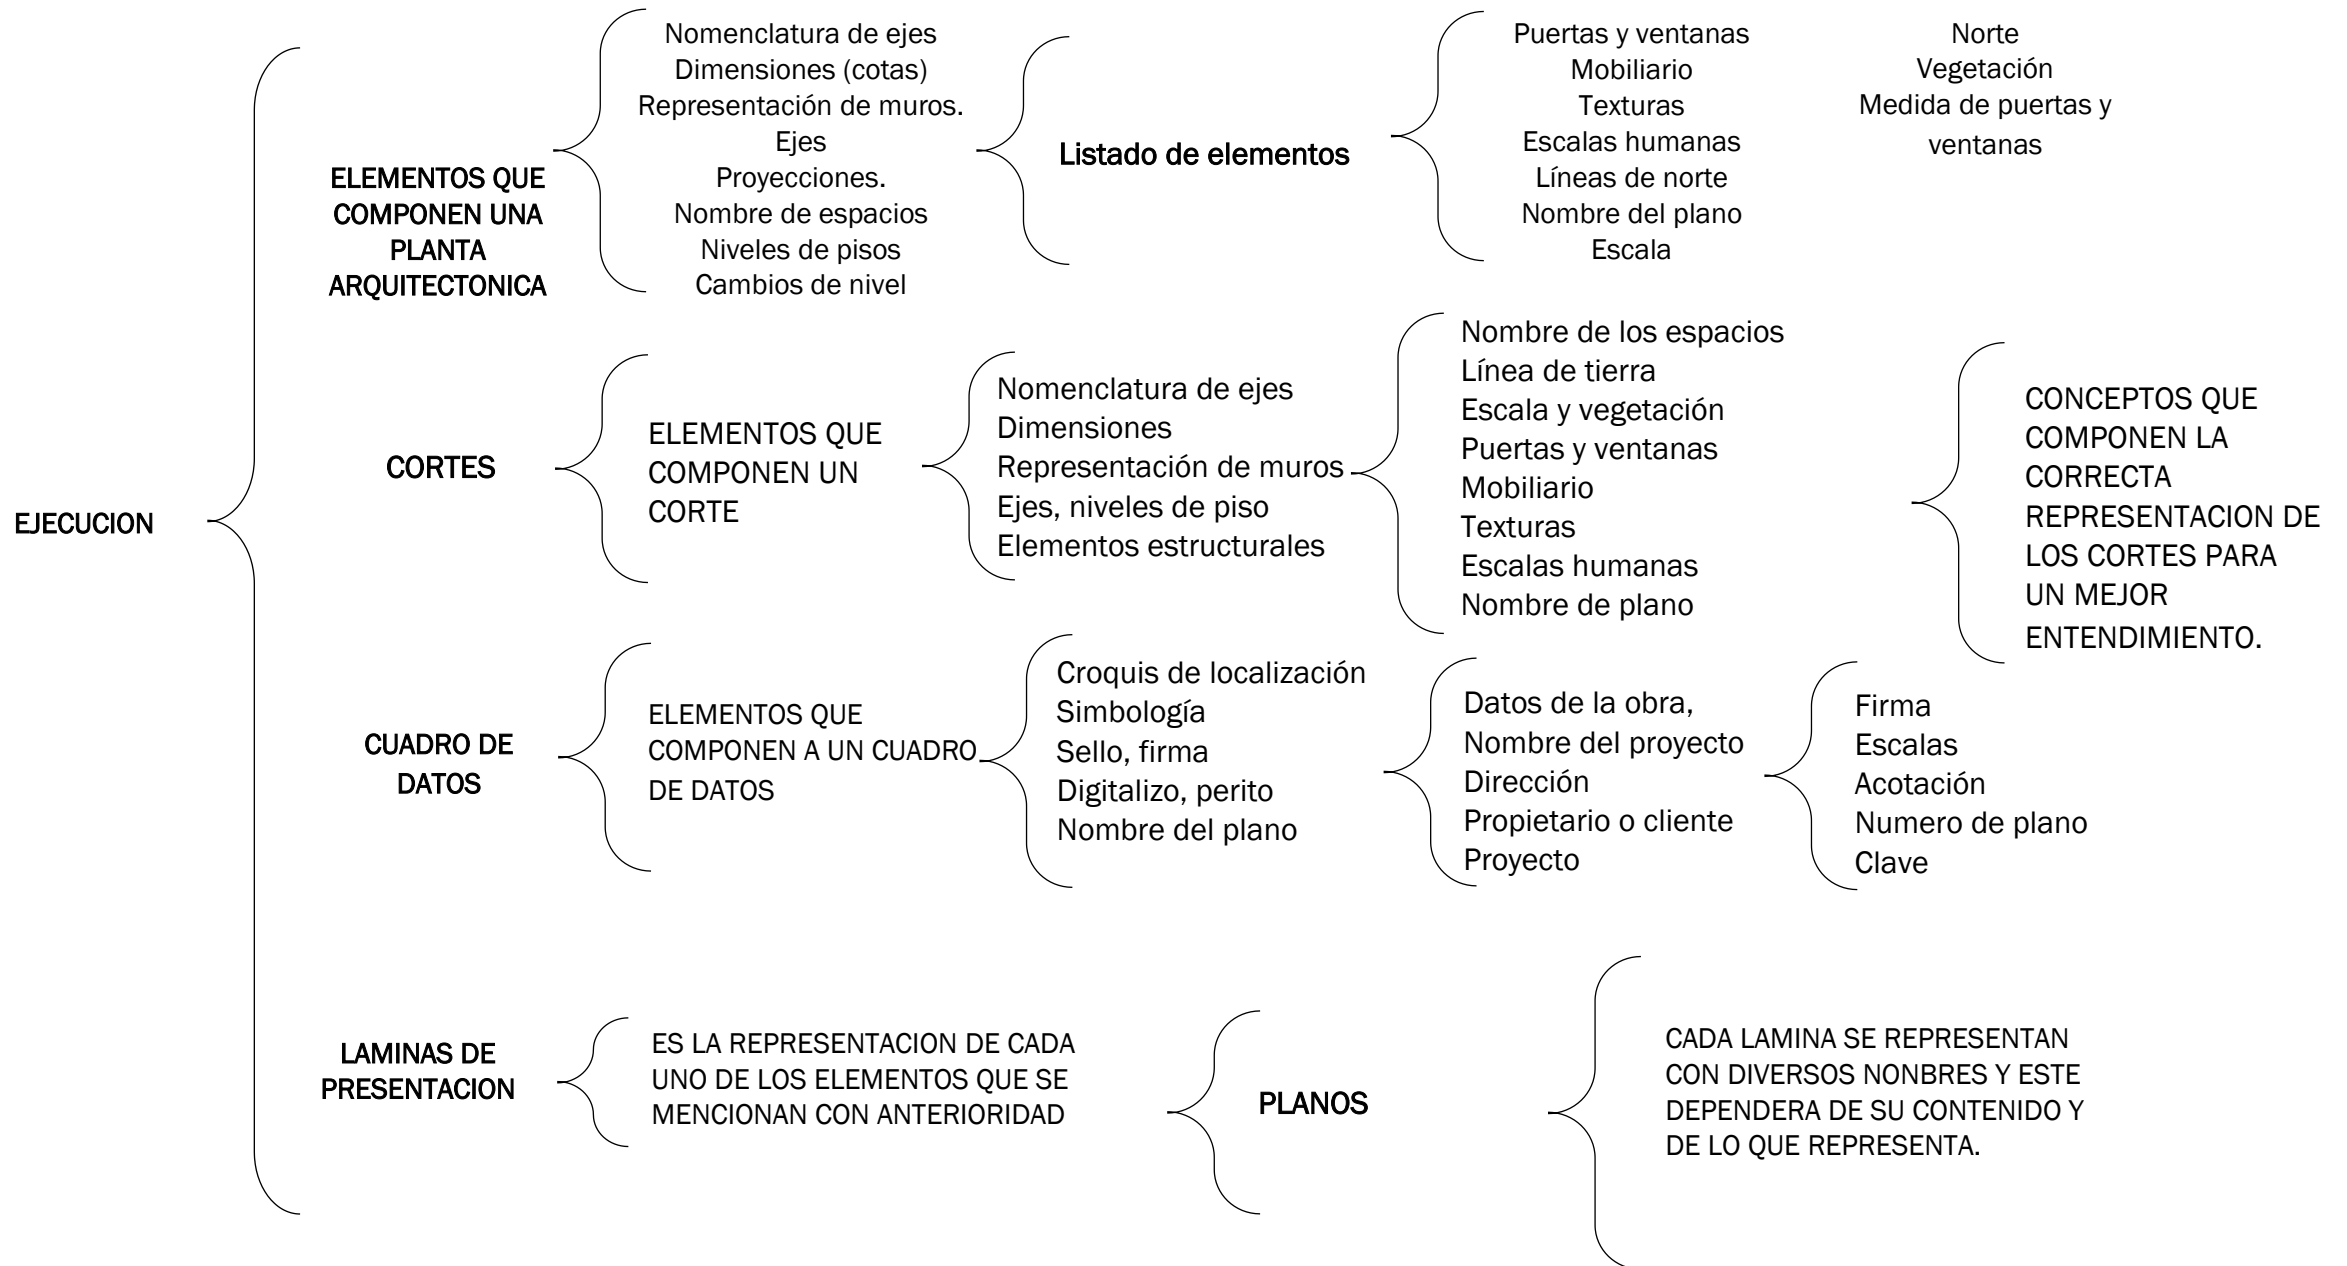 EJECUCION
ELEMENTOS QUE
COMPONEN UNA
PLANTA
ARQUITECTONICA
Nomenclatura de ejes
Dimensiones (cotas)
Representación de muros.
Ejes
Proyecciones.
Nombre de espacios
Niveles de pisos
Cambios de nivel
Listado de elementos
Puertas y ventanas
Mobiliario
Texturas
Escalas humanas
Líneas de norte
Nombre del plano
Escala
Norte
Vegetación
Medida de puertas y
ventanas
CORTES
ELEMENTOS QUE
COMPONEN UN
CORTE
Nomenclatura de ejes
Dimensiones
Representación de muros
Ejes, niveles de piso
Elementos estructurales
Nombre de los espacios
Línea de tierra
Escala y vegetación
Puertas y ventanas
Mobiliario
Texturas
Escalas humanas
Nombre de plano
CONCEPTOS QUE
COMPONEN LA
CORRECTA
REPRESENTACION DE
LOS CORTES PARA
UN MEJOR
ENTENDIMIENTO.
CUADRO DE
DATOS
ELEMENTOS QUE
COMPONEN A UN CUADRO
DE DATOS
Croquis de localización
Simbología
Sello, firma
Digitalizo, perito
Nombre del plano
Datos de la obra,
Nombre del proyecto
Dirección
Propietario o cliente
Proyecto
Firma
Escalas
Acotación
Numero de plano
Clave
LAMINAS DE
PRESENTACION
ES LA REPRESENTACION DE CADA
UNO DE LOS ELEMENTOS QUE SE
MENCIONAN CON ANTERIORIDAD
PLANOS
CADA LAMINA SE REPRESENTAN
CON DIVERSOS NONBRES Y ESTE
DEPENDERA DE SU CONTENIDO Y
DE LO QUE REPRESENTA.